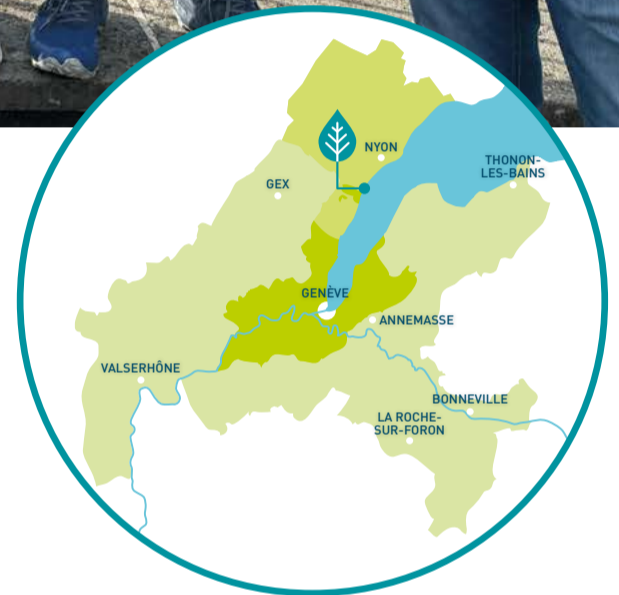 NYON
THONON-
LES-BAINS
GEX
GENÈVE
ANNEMASSE
VALSERHÔNE
BONNEVILLE
LA ROCHE-
SUR-FORON